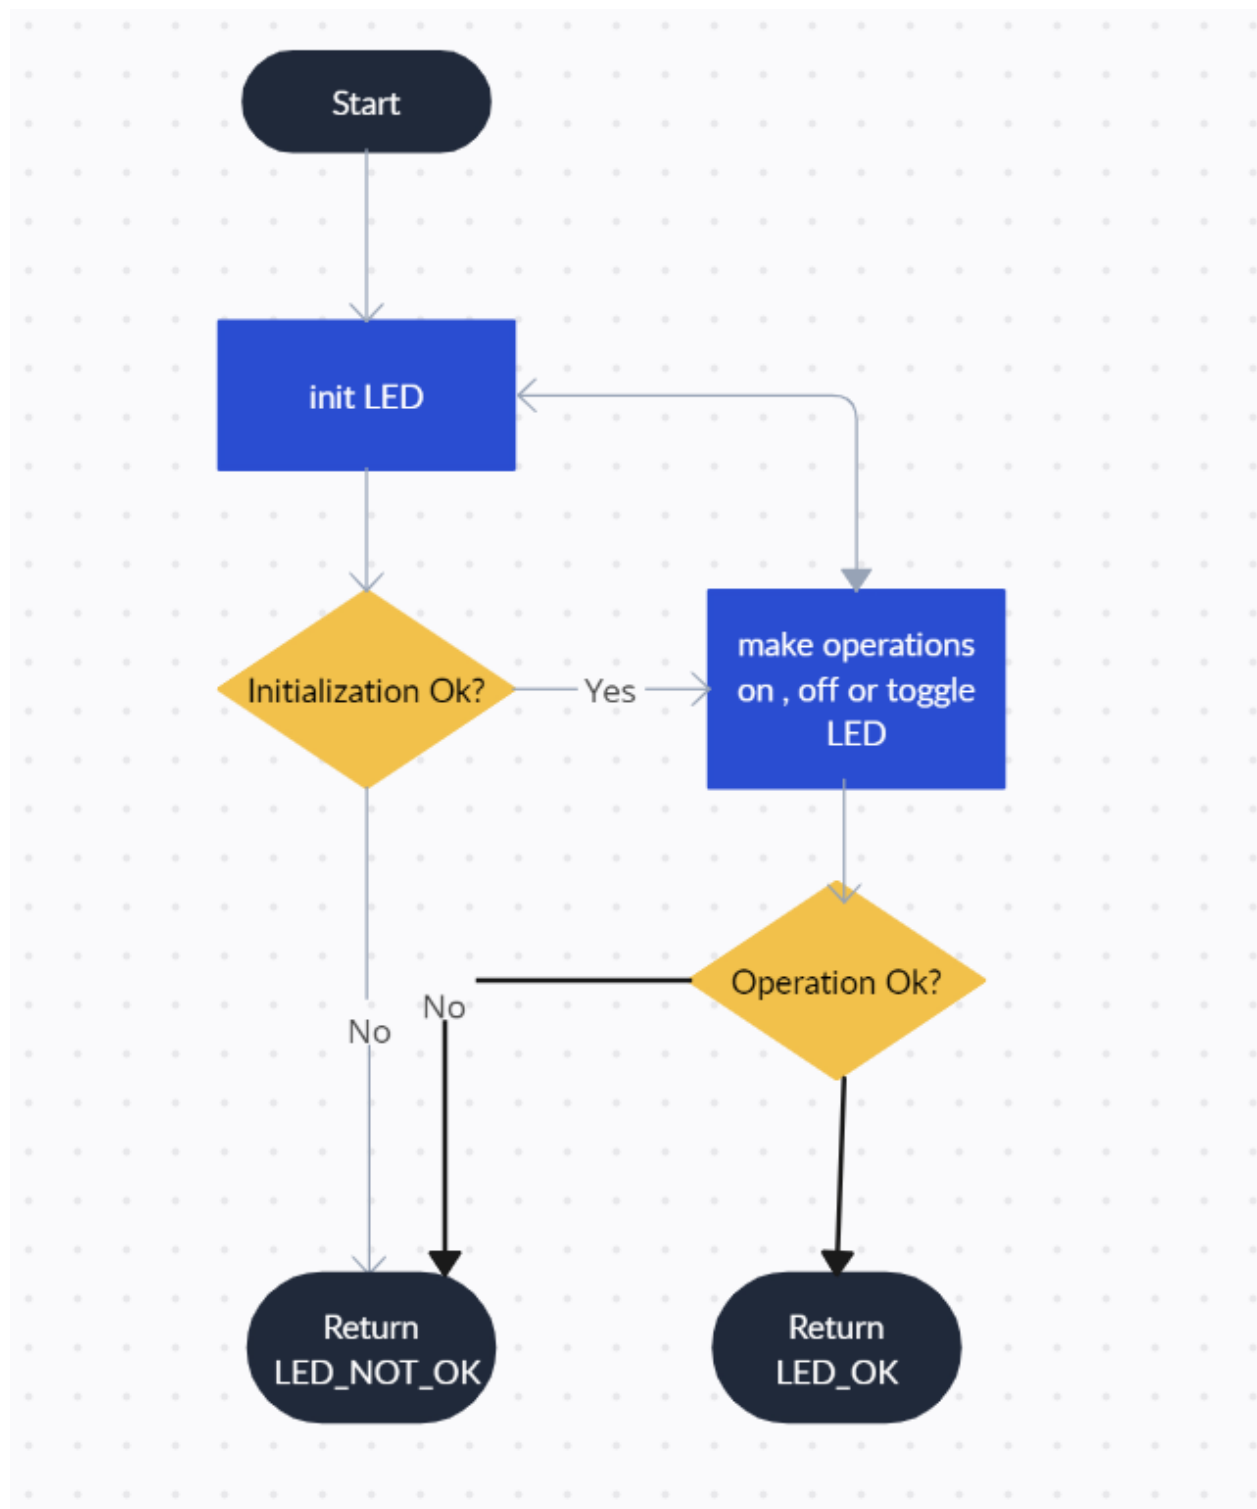 Start
init LED
Initialization Ok?
Yes
make operations
on , off or toggle
LED
Operation Ok?
No
No
Return
LED_NOT_OK
Return
LED_OK